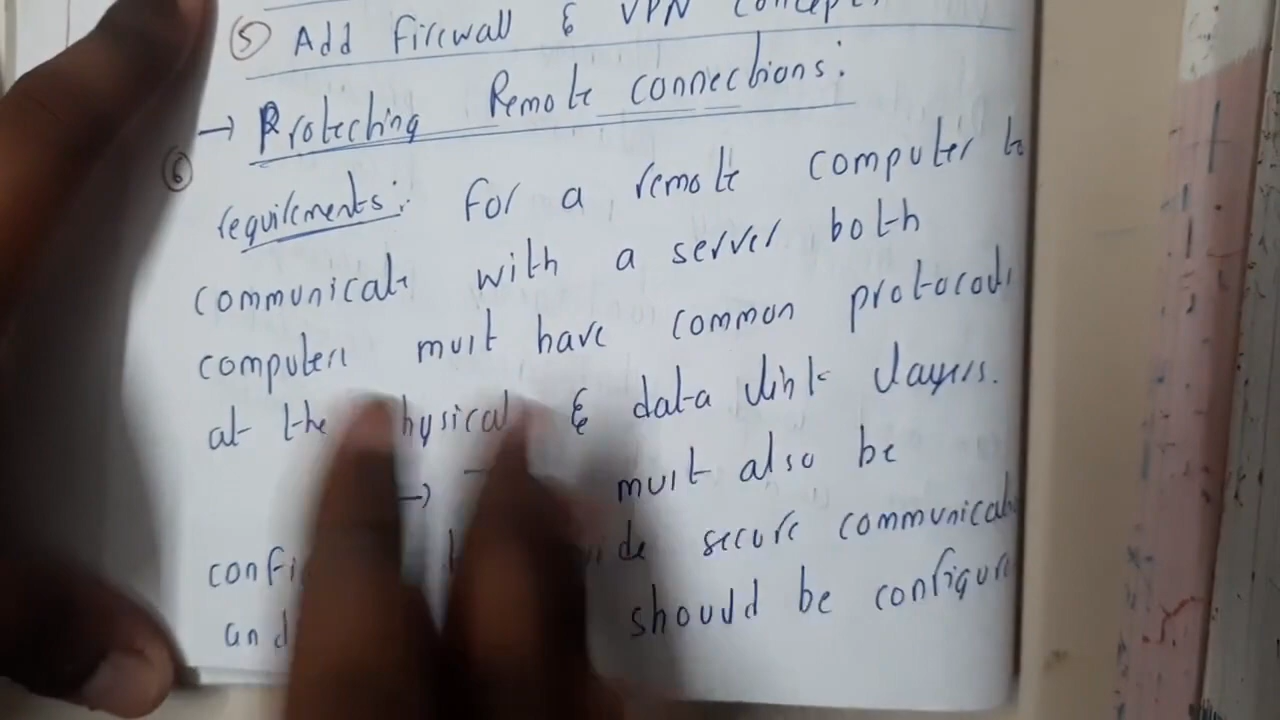 ⑤ Add Firewall & VPN concept.
→ Protecting Remote connections:
⑥
requirements: For a remote computer to
communicate with a server both
computers must have common protocols
at the physical & data link layers.
→ must also be
secure communicat
and should be configur